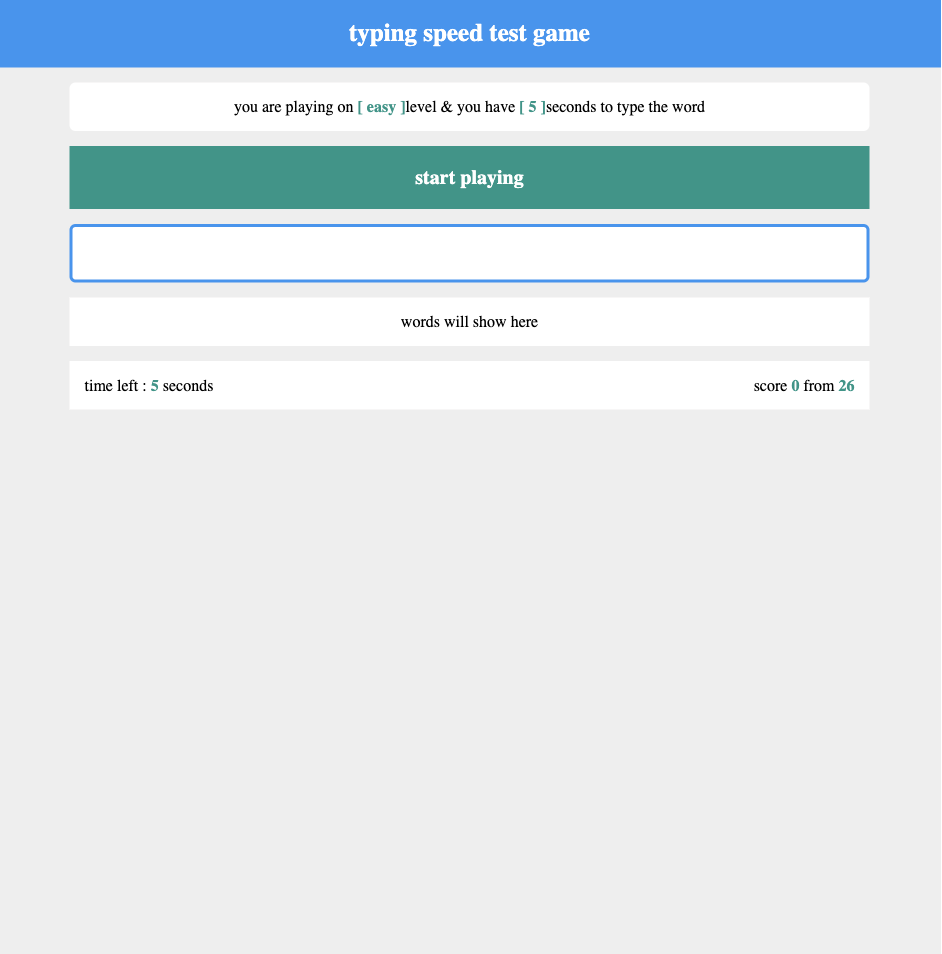 typing speed test game
you are playing on [ easy ]level & you have [ 5 ]seconds to type the word
start playing
words will show here
time left : 5 seconds
score 0 from 26